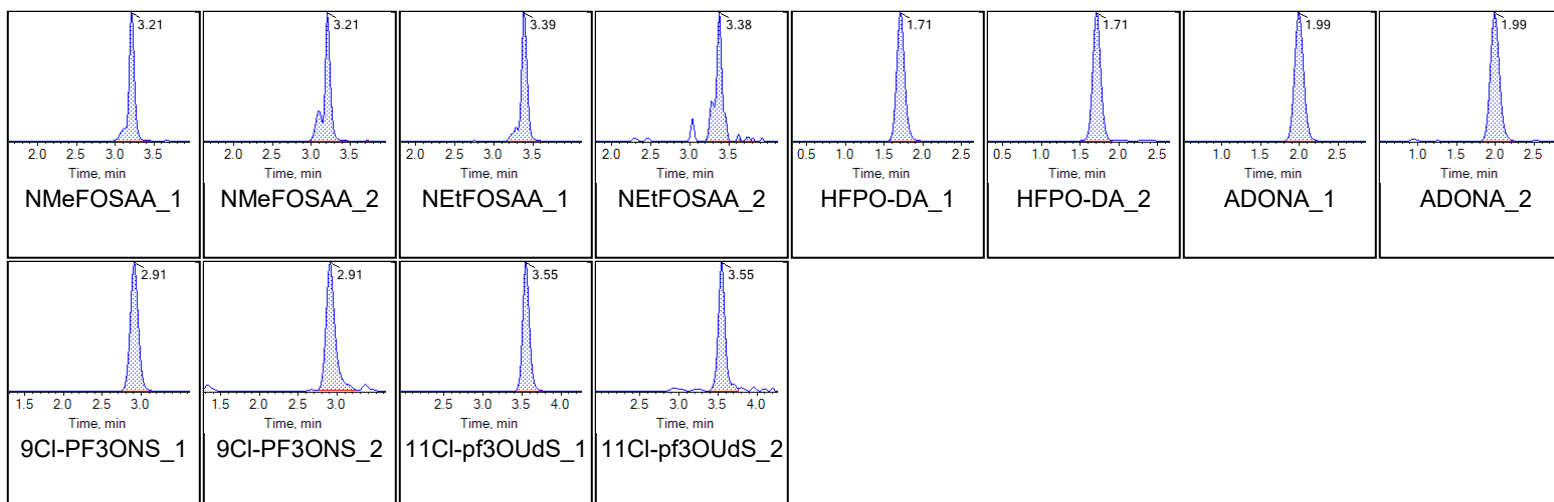 3.21 3.21 3.39 3.38 1.71 1.71 1.99 1.99
2.0 2.5 3.0 3.5 2.0 2.5 3.0 3.5 2.0 2.5 3.0 3.5 2.0 2.5 3.0 3.5 0.5 1.0 1.5 2.0 2.5 0.5 1.0 1.5 2.0 2.5 1.0 1.5 2.0 2.5 1.0 1.5 2.0 2.5
Time, min Time, min Time, min Time, min Time, min Time, min Time, min Time, min
NMeFOSAA_1 NMeFOSAA_2 NEtFOSAA_1 NEtFOSAA_2 HFPO-DA_1 HFPO-DA_2 ADONA_1 ADONA_2
2.91 2.91 3.55 3.55
1.5 2.0 2.5 3.0 1.5 2.0 2.5 3.0 2.5 3.0 3.5 4.0 2.5 3.0 3.5 4.0
Time, min Time, min Time, min Time, min
9Cl-PF3ONS_1 9Cl-PF3ONS_2 11Cl-pf3OUdS_1 11Cl-pf3OUdS_2